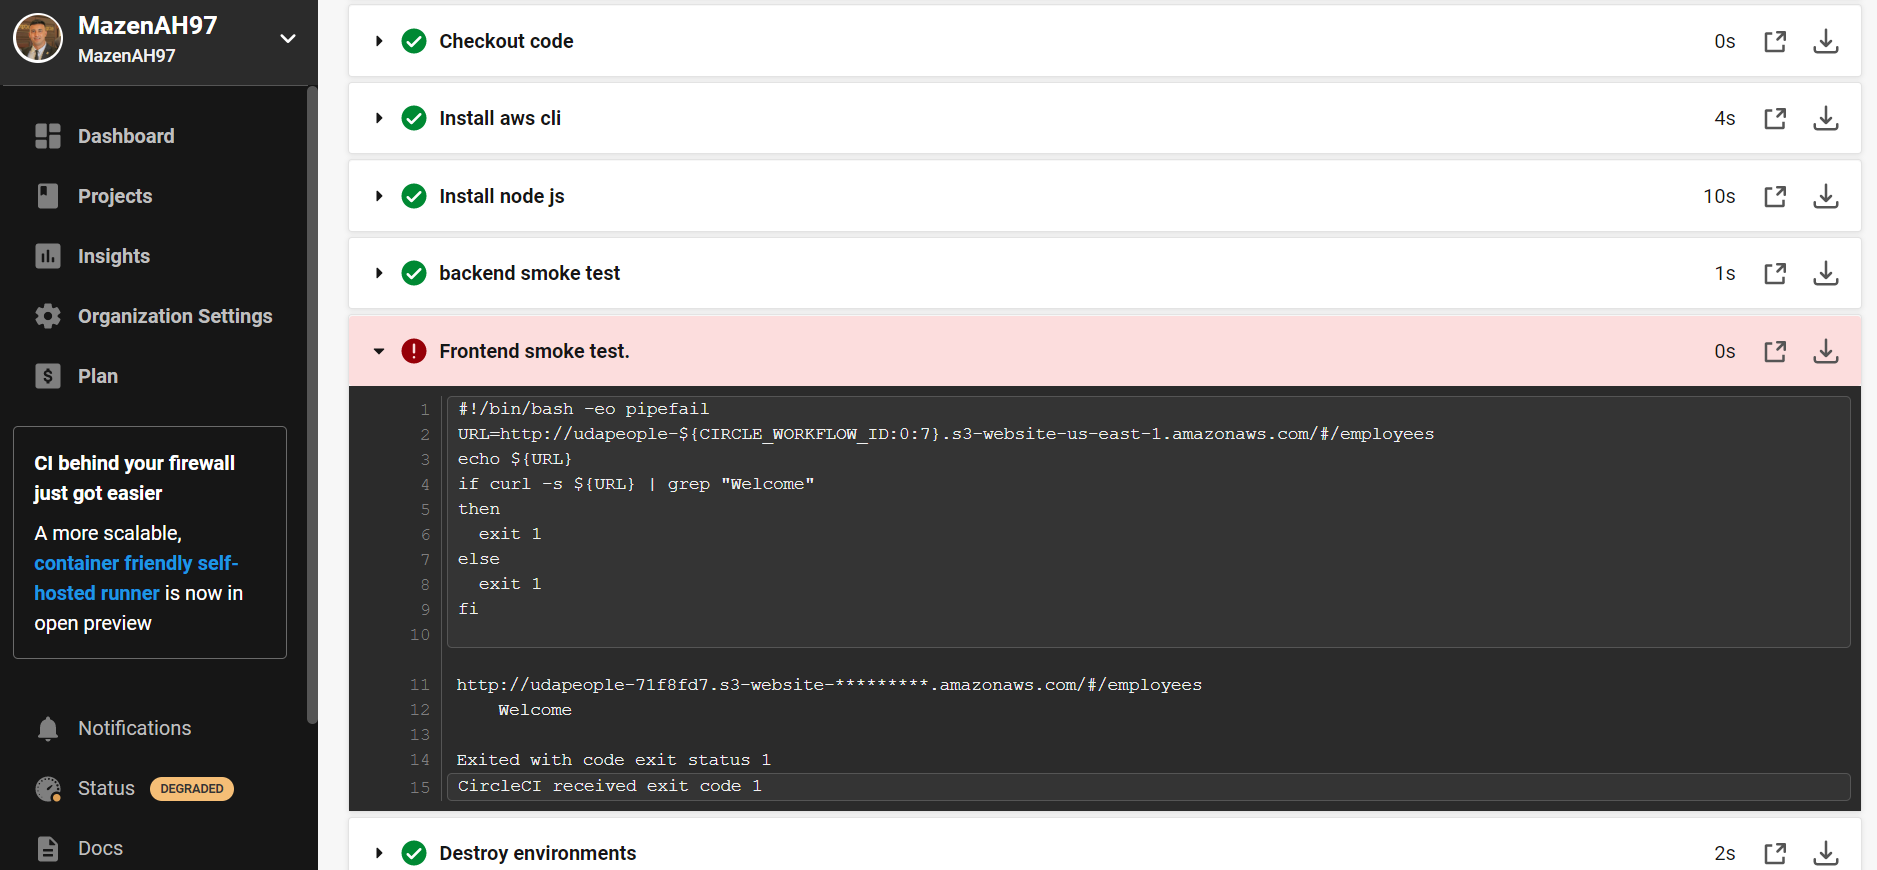 MazenAH97
MazenAH97
Dashboard
Projects
Insights
Organization Settings
Plan
CI behind your firewall
just got easier
A more scalable,
container friendly self-
hosted runner is now in
open preview
Notifications
Status DEGRADED
Docs
Checkout code 0s
Install aws cli 4s
Install node js 10s
backend smoke test 1s
Frontend smoke test. 0s
1 #!/bin/bash -eo pipefail
2 URL=http://udapeople-${CIRCLE_WORKFLOW_ID:0:7}.s3-website-us-east-1.amazonaws.com/#/employees
3 echo ${URL}
4 if curl -s ${URL} | grep "Welcome"
5 then
6   exit 1
7 else
8   exit 1
9 fi
10
11 http://udapeople-71f8fd7.s3-website-*********.amazonaws.com/#/employees
12     Welcome
13
14 Exited with code exit status 1
15 CircleCI received exit code 1
Destroy environments 2s